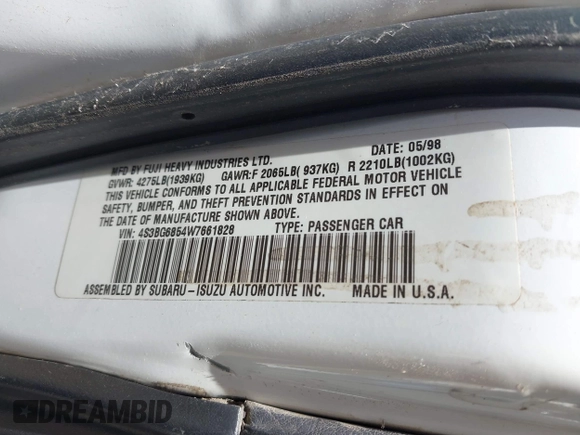 MFD BY FUJI HEAVY INDUSTRIES LTD. DATE: 05/98
GVWR: 4275LB(1939KG) GAWR:F 2065LB( 937KG) R 2210LB(1002KG)
THIS VEHICLE CONFORMS TO ALL APPLICABLE FEDERAL MOTOR VEHICLE
SAFETY, BUMPER, AND THEFT PREVENTION STANDARDS IN EFFECT ON
THE DATE OF MANUFACTURE SHOWN ABOVE.
VIN: 4S3BG6854W7661828 TYPE: PASSENGER CAR
ASSEMBLED BY SUBARU-ISUZU AUTOMOTIVE INC. MADE IN U.S.A.
DREAMBID